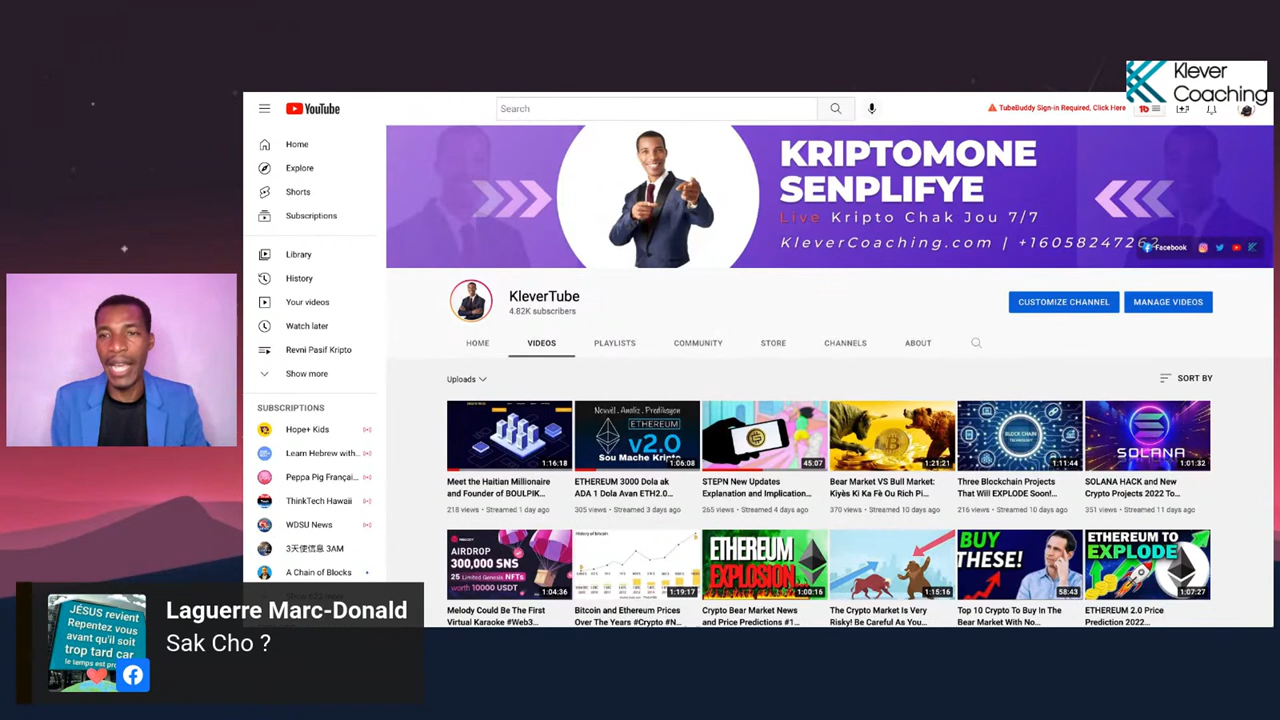 Klever
Coaching
YouTube
Search
TubeBuddy Sign-in Required, Click Here
Home
Explore
Shorts
Subscriptions
Library
History
Your videos
Watch later
Revni Pasif Kripto
Show more
SUBSCRIPTIONS
Hope+ Kids
Learn Hebrew with...
Peppa Pig Françai...
ThinkTech Hawaii
WDSU News
3天使信息 3AM
A Chain of Blocks
KRIPTOMONE
SENPLIFYE
Live Kripto Chak Jou 7/7
KleverCoaching.com | +16058247262
Facebook
KleverTube
4.82K subscribers
CUSTOMIZE CHANNEL
MANAGE VIDEOS
HOME
VIDEOS
PLAYLISTS
COMMUNITY
STORE
CHANNELS
ABOUT
Uploads
SORT BY
1:16:18
Meet the Haitian Millionaire
and Founder of BOULPIK...
218 views • Streamed 1 day ago
Nouvèl, Analiz, Prediksyon
ETHEREUM
v2.0
Sou Mache Kripto
1:06:08
ETHEREUM 3000 Dola ak
ADA 1 Dola Avan ETH2.0...
305 views • Streamed 3 days ago
45:07
STEPN New Updates
Explanation and Implication...
265 views • Streamed 4 days ago
1:21:21
Bear Market VS Bull Market:
Kiyès Ki Ka Fè Ou Rich Pi...
370 views • Streamed 10 days ago
BLOCK CHAIN
TECHNOLOGY
1:11:44
Three Blockchain Projects
That Will EXPLODE Soon!...
216 views • Streamed 10 days ago
SOLANA
1:01:32
SOLANA HACK and New
Crypto Projects 2022 To...
351 views • Streamed 11 days ago
AIRDROP
300,000 SNS
25 Limited Genesis NFTs
worth 10000 USDT
1:04:36
Melody Could Be The First
Virtual Karaoke #Web3...
History of bitcoin
1:19:17
Bitcoin and Ethereum Prices
Over The Years #Crypto #N...
ETHEREUM
EXPLOSION
1:00:16
Crypto Bear Market News
and Price Predictions #1...
1:15:16
The Crypto Market Is Very
Risky! Be Careful As You...
BUY
THESE!
58:43
Top 10 Crypto To Buy In The
Bear Market With No...
ETHEREUM TO
EXPLODE
1:07:27
ETHEREUM 2.0 Price
Prediction 2022...
JÉSUS revient
Repentez vous
avant qu'il soit
trop tard car
le temps est
Laguerre Marc-Donald
Sak Cho ?